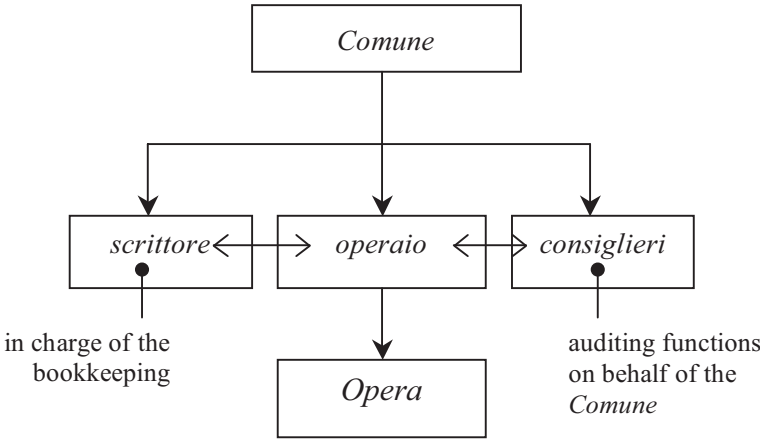 Comune
scrittore
operaio
consiglieri
in charge of the
bookkeeping
auditing functions
on behalf of the
Comune
Opera